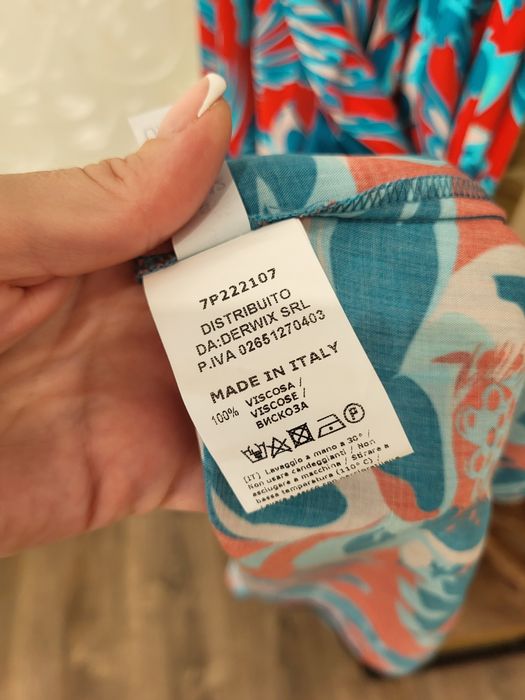 7P222107
DISTRIBUITO
DA:DERWIX SRL
P.IVA 02651270403
MADE IN ITALY
100% VISCOSA /
VISCOSE /
ВИСКОЗА
P
(IT) Lavaggio a mano a 30° /
Non usare candeggianti / Non
asciugare a macchina / Stirare a
bassa temperatura (110° C) /